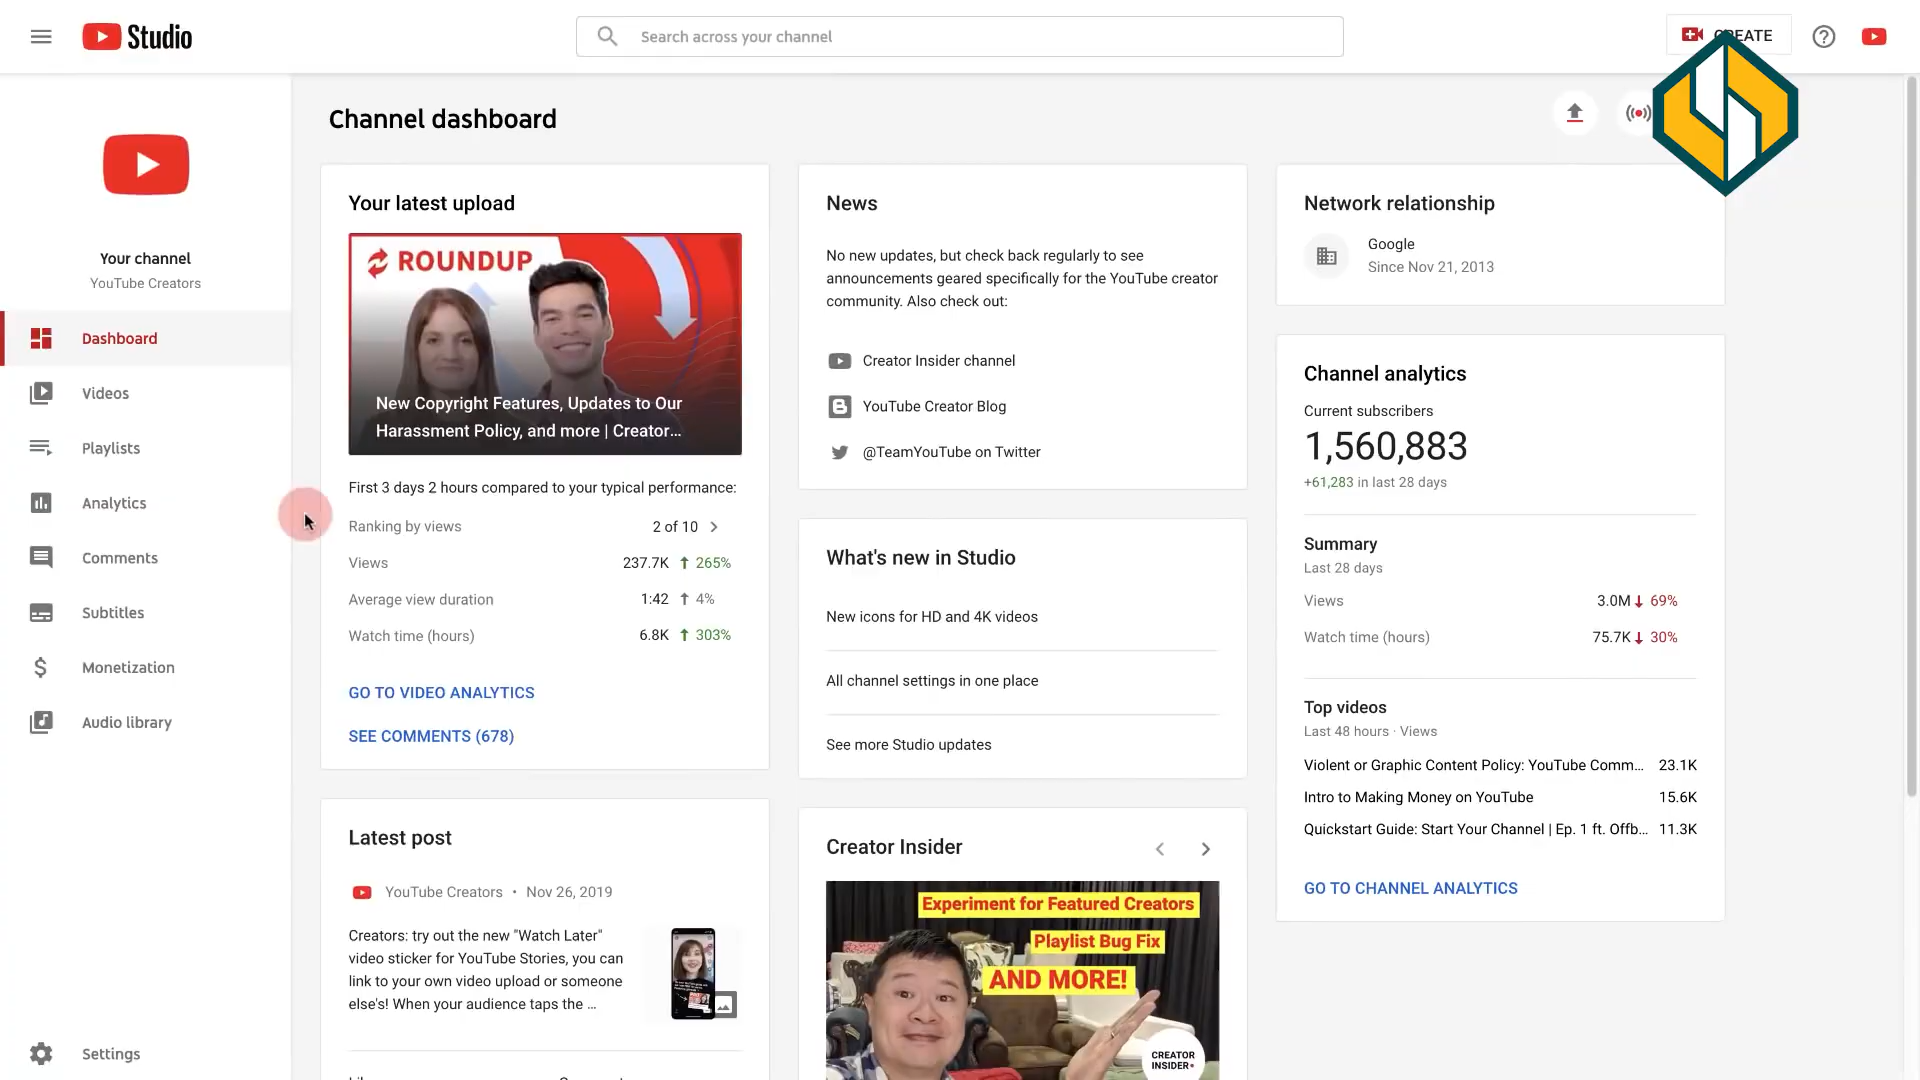 Studio
Search across your channel
CREATE
Channel dashboard
Your channel
YouTube Creators
Dashboard
Videos
Playlists
Analytics
Comments
Subtitles
Monetization
Audio library
Settings
Your latest upload
ROUNDUP
New Copyright Features, Updates to Our
Harassment Policy, and more | Creator...
First 3 days 2 hours compared to your typical performance:
Ranking by views 2 of 10
Views 237.7K 265%
Average view duration 1:42 4%
Watch time (hours) 6.8K 303%
GO TO VIDEO ANALYTICS
SEE COMMENTS (678)
Latest post
YouTube Creators • Nov 26, 2019
Creators: try out the new "Watch Later"
video sticker for YouTube Stories, you can
link to your own video upload or someone
else's! When your audience taps the ...
News
No new updates, but check back regularly to see
announcements geared specifically for the YouTube creator
community. Also check out:
Creator Insider channel
YouTube Creator Blog
@TeamYouTube on Twitter
What's new in Studio
New icons for HD and 4K videos
All channel settings in one place
See more Studio updates
Creator Insider
Experiment for Featured Creators
Playlist Bug Fix
AND MORE!
CREATOR
INSIDER
Network relationship
Google
Since Nov 21, 2013
Channel analytics
Current subscribers
1,560,883
+61,283 in last 28 days
Summary
Last 28 days
Views 3.0M 69%
Watch time (hours) 75.7K 30%
Top videos
Last 48 hours · Views
Violent or Graphic Content Policy: YouTube Comm... 23.1K
Intro to Making Money on YouTube 15.6K
Quickstart Guide: Start Your Channel | Ep. 1 ft. Offb... 11.3K
GO TO CHANNEL ANALYTICS